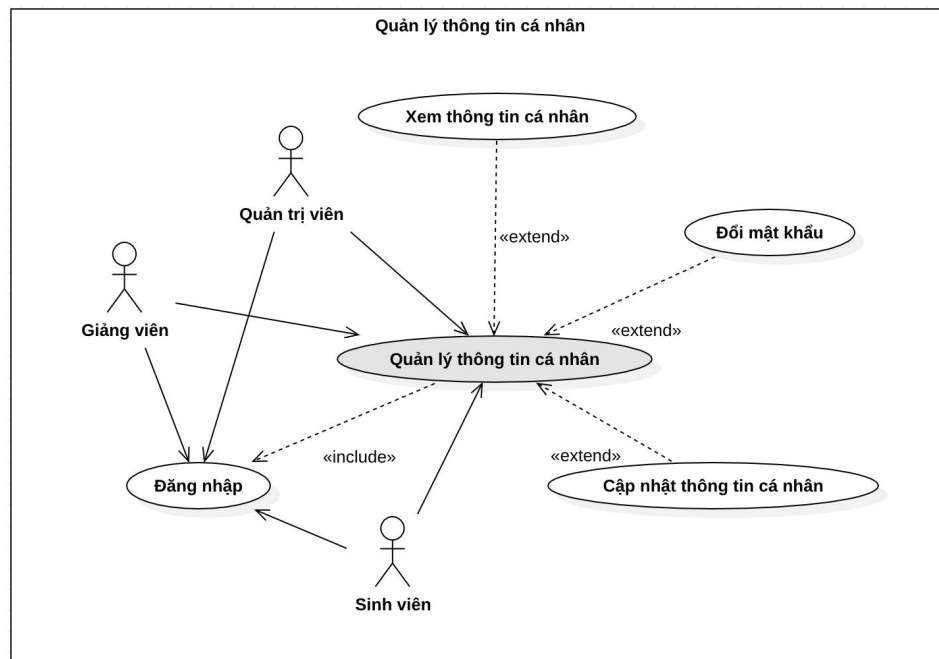 Quản lý thông tin cá nhân
Xem thông tin cá nhân
Quản trị viên
Đổi mật khẩu
«extend»
Giảng viên
«extend»
Quản lý thông tin cá nhân
«include»
«extend»
Đăng nhập
Cập nhật thông tin cá nhân
Sinh viên